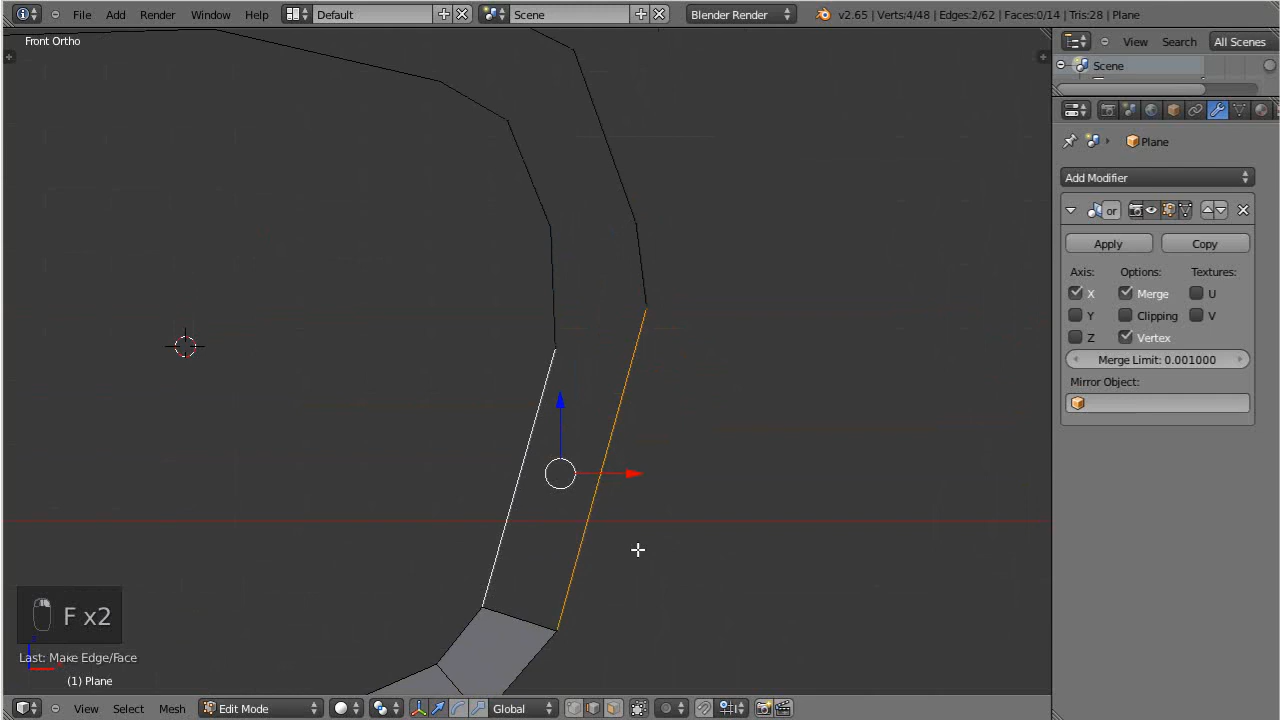 File Add Render Window Help Default Scene Blender Render v2.65 | Verts:4/48 | Edges:2/62 | Faces:0/14 | Tris:28 | Plane
Front Ortho
View Search All Scenes
Scene
Plane
Add Modifier
or
Apply Copy
Axis: Options: Textures:
X Merge U
Y Clipping V
Z Vertex
Merge Limit: 0.001000
Mirror Object:
F x2
Last: Make Edge/Face
(1) Plane
View Select Mesh Edit Mode Global